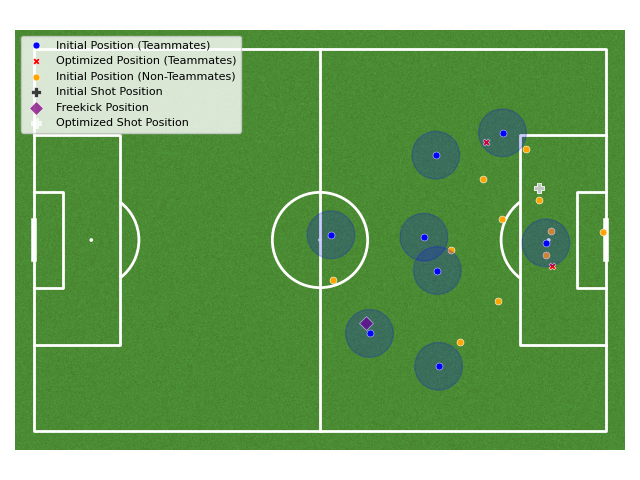 Initial Position (Teammates)
Optimized Position (Teammates)
Initial Position (Non-Teammates)
Initial Shot Position
Freekick Position
Optimized Shot Position